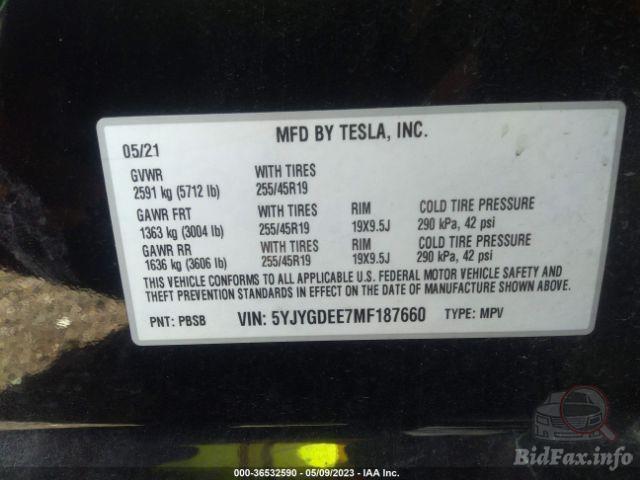 MFD BY TESLA, INC.
05/21
GVWR WITH TIRES
2591 kg (5712 lb) 255/45R19
GAWR FRT WITH TIRES RIM COLD TIRE PRESSURE
1363 kg (3004 lb) 255/45R19 19X9.5J 290 kPa, 42 psi
GAWR RR WITH TIRES RIM COLD TIRE PRESSURE
1636 kg (3606 lb) 255/45R19 19X9.5J 290 kPa, 42 psi
THIS VEHICLE CONFORMS TO ALL APPLICABLE U.S. FEDERAL MOTOR VEHICLE SAFETY AND
THEFT PREVENTION STANDARDS IN EFFECT ON THE DATE OF MANUFACTURE SHOWN ABOVE.
PNT: PBSB VIN: 5YJYGDEE7MF187660 TYPE: MPV
BidFax.info
000-36532590 - 05/09/2023 - IAA Inc.